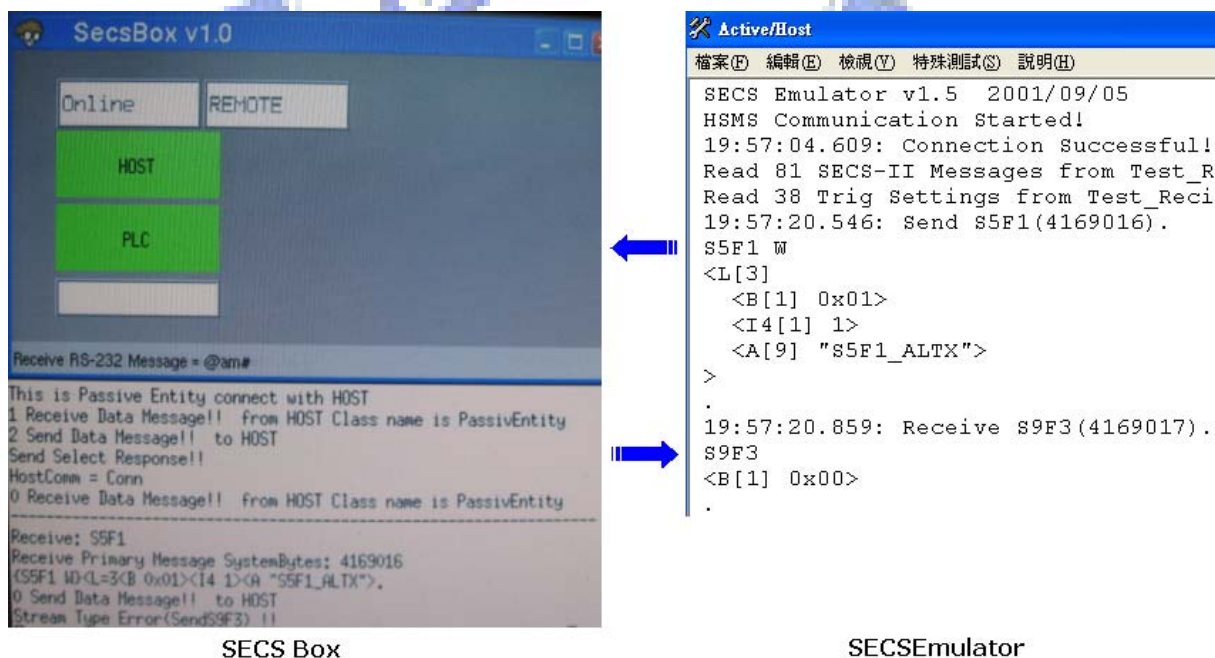 SecsBox v1.0
Online
REMOTE
HOST
PLC
Receive RS-232 Message = @am#
This is Passive Entity connect with HOST
1 Receive Data Message!! from HOST Class name is PassivEntity
2 Send Data Message!! to HOST
Send Select Response!!
HostComm = Conn
0 Receive Data Message!! from HOST Class name is PassivEntity
Receive: S5F1
Receive Primary Message SystemBytes: 4169016
{S5F1 W}<L=3<B 0x01><I4 1><A "S5F1_ALTX">.
0 Send Data Message!! to HOST
Stream Type Error(SendS9F3) !!
SECS Box
Active/Host
檔案(F) 編輯(E) 檢視(V) 特殊測試(S) 說明(H)
SECS Emulator v1.5 2001/09/05
HSMS Communication Started!
19:57:04.609: Connection Successful!
Read 81 SECS-II Messages from Test_R
Read 38 Trig Settings from Test_Reci
19:57:20.546: Send S5F1(4169016).
S5F1 W
<L[3]
<B[1] 0x01>
<I4[1] 1>
<A[9] "S5F1_ALTX">
>
.
19:57:20.859: Receive S9F3(4169017).
S9F3
<B[1] 0x00>
.
SECSEmulator